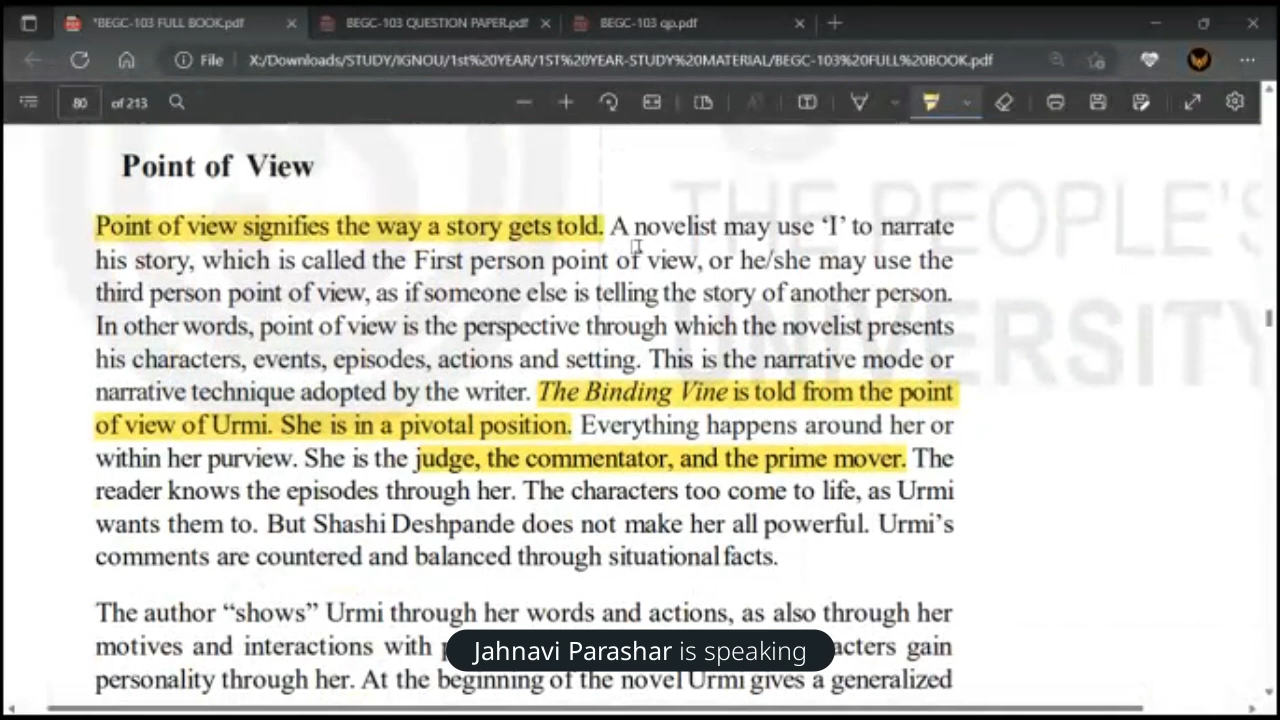 *BEGC-103 FULL BOOK.pdf
BEGC-103 QUESTION PAPER.pdf
BEGC-103 qp.pdf
File
X:/Downloads/STUDY/IGNOU/1st%20YEAR/1ST%20YEAR-STUDY%20MATERIAL/BEGC-103%20FULL%20BOOK.pdf
80 of 213
THE PEOPLE'S
Point of View
Point of view signifies the way a story gets told. A novelist may use ‘I’ to narrate
his story, which is called the First person point of view, or he/she may use the
third person point of view, as if someone else is telling the story of another person.
In other words, point of view is the perspective through which the novelist presents
his characters, events, episodes, actions and setting. This is the narrative mode or
narrative technique adopted by the writer. The Binding Vine is told from the point
of view of Urmi. She is in a pivotal position. Everything happens around her or
within her purview. She is the judge, the commentator, and the prime mover. The
reader knows the episodes through her. The characters too come to life, as Urmi
wants them to. But Shashi Deshpande does not make her all powerful. Urmi’s
comments are countered and balanced through situational facts.
The author “shows” Urmi through her words and actions, as also through her
motives and interactions with
gain
personality through her. At the beginning of the novel Urmi gives a generalized
Jahnavi Parashar is speaking